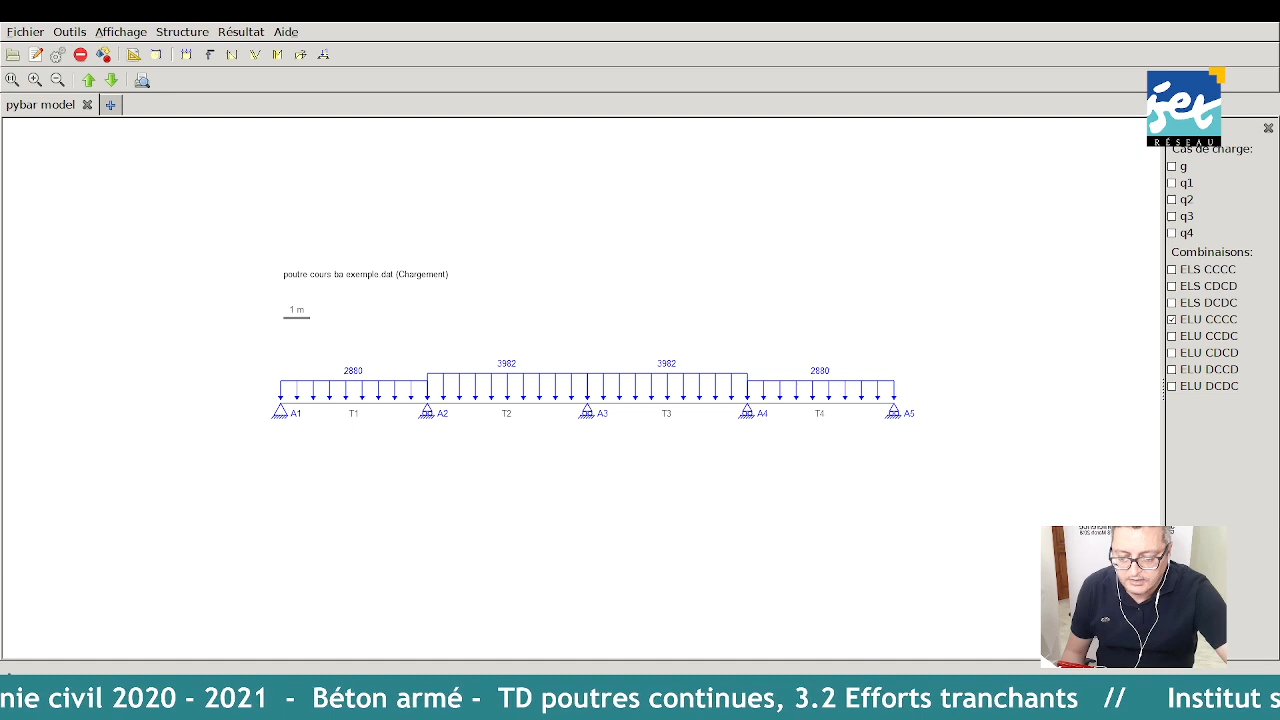 Fichier Outils Affichage Structure Résultat Aide
pybar model
iset
RÉSEAU
Cas de charge:
g
q1
q2
q3
q4
Combinaisons:
ELS CCCC
ELS CDCD
ELS DCDC
ELU CCCC
ELU CCDC
ELU CDCD
ELU DCCD
ELU DCDC
poutre cours ba exemple.dat (Chargement)
1 m
2880 3982 3982 2880
A1 T1 A2 T2 A3 T3 A4 T4 A5
nie civil 2020 - 2021 - Béton armé - TD poutres continues, 3.2 Efforts tranchants // Institut s